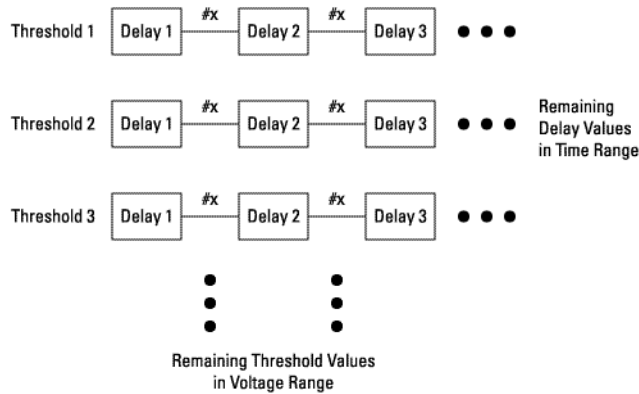 #x #x
Threshold 1 Delay 1 Delay 2 Delay 3
#x #x
Threshold 2 Delay 1 Delay 2 Delay 3
Remaining
Delay Values
in Time Range
#x #x
Threshold 3 Delay 1 Delay 2 Delay 3
Remaining Threshold Values
in Voltage Range